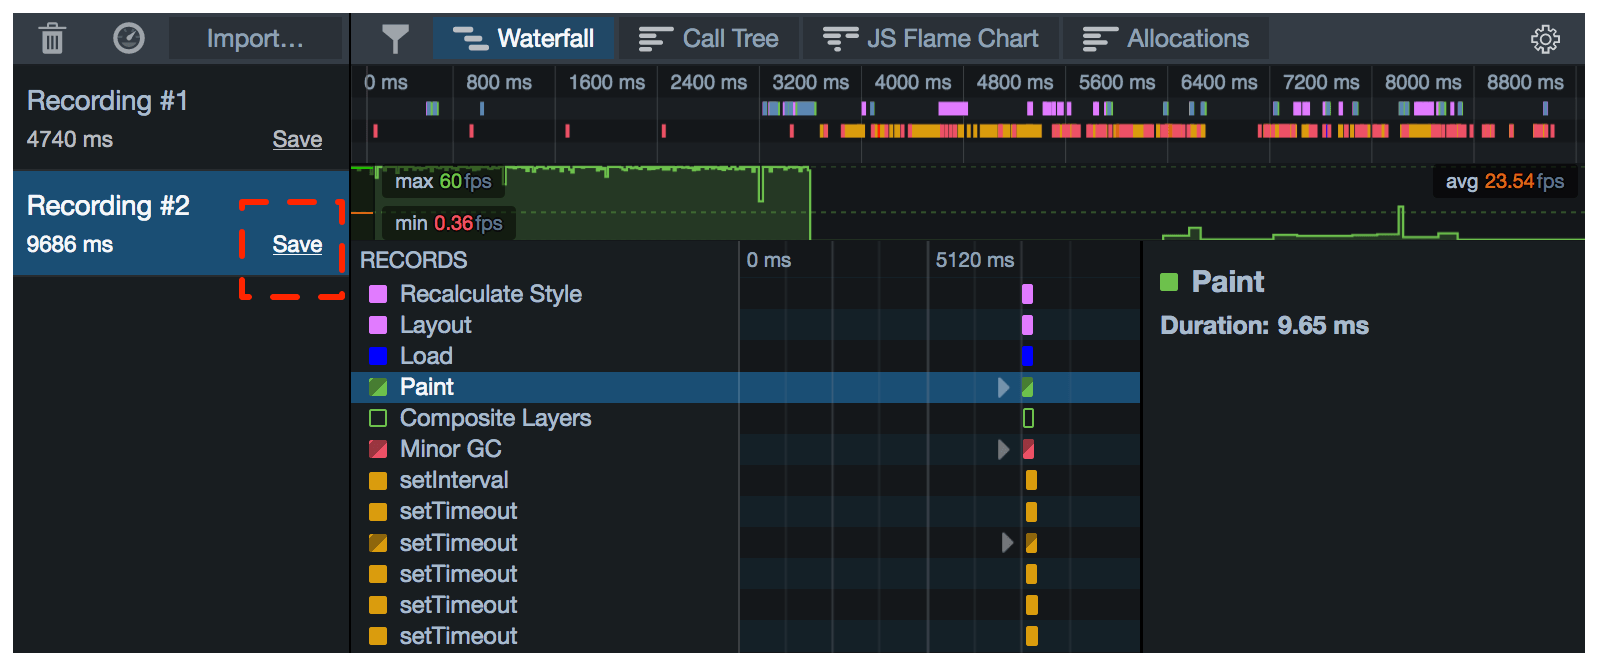 Import...
Waterfall
Call Tree
JS Flame Chart
Allocations
Recording #1
4740 ms
Save
Recording #2
9686 ms
Save
0 ms 800 ms 1600 ms 2400 ms 3200 ms 4000 ms 4800 ms 5600 ms 6400 ms 7200 ms 8000 ms 8800 ms
max 60fps
avg 23.54fps
min 0.36fps
RECORDS
0 ms 5120 ms
Recalculate Style
Layout
Load
Paint
Composite Layers
Minor GC
setInterval
setTimeout
setTimeout
setTimeout
setTimeout
setTimeout
Paint
Duration: 9.65 ms